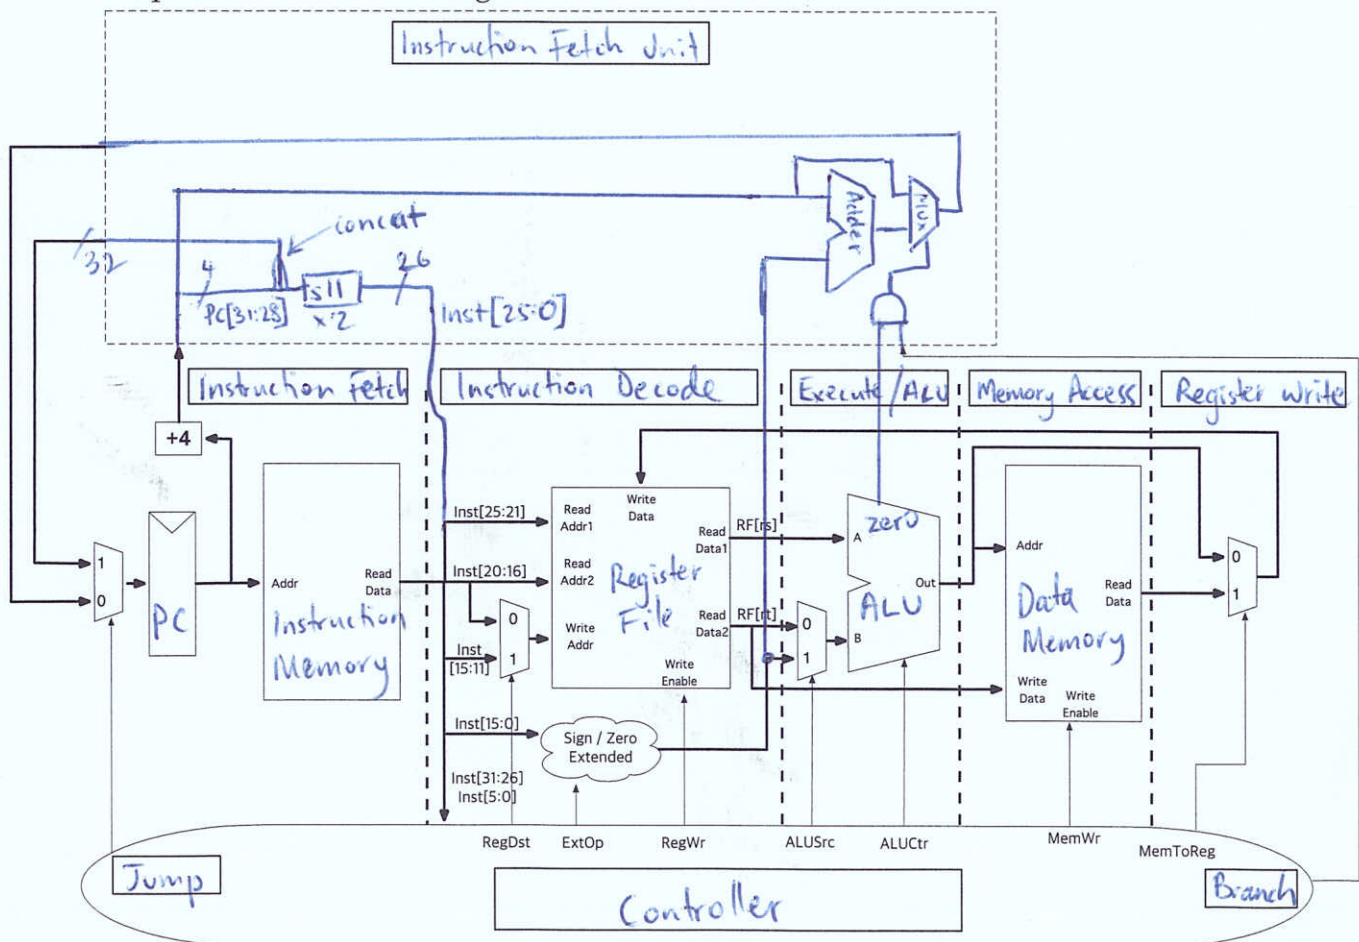 Instruction Fetch Unit
concat
32
4
26
PC[31:28]
sll
x2
Inst[25:0]
Adder
MUX
Instruction Fetch
Instruction Decode
Execute/ALU
Memory Access
Register Write
+4
PC
1
0
Addr
Read
Data
Instruction
Memory
Inst[25:21]
Inst[20:16]
Inst
[15:11]
0
1
Inst[15:0]
Inst[31:26]
Inst[5:0]
Read
Addr1
Read
Addr2
Write
Addr
Write
Data
Register
File
Read
Data1
Read
Data2
Write
Enable
Sign / Zero
Extended
RF[rs]
RF[rt]
0
1
A
B
zero
ALU
Out
Addr
Data
Memory
Read
Data
Write
Data
Write
Enable
0
1
RegDst
ExtOp
RegWr
ALUSrc
ALUCtr
MemWr
MemToReg
Jump
Controller
Branch